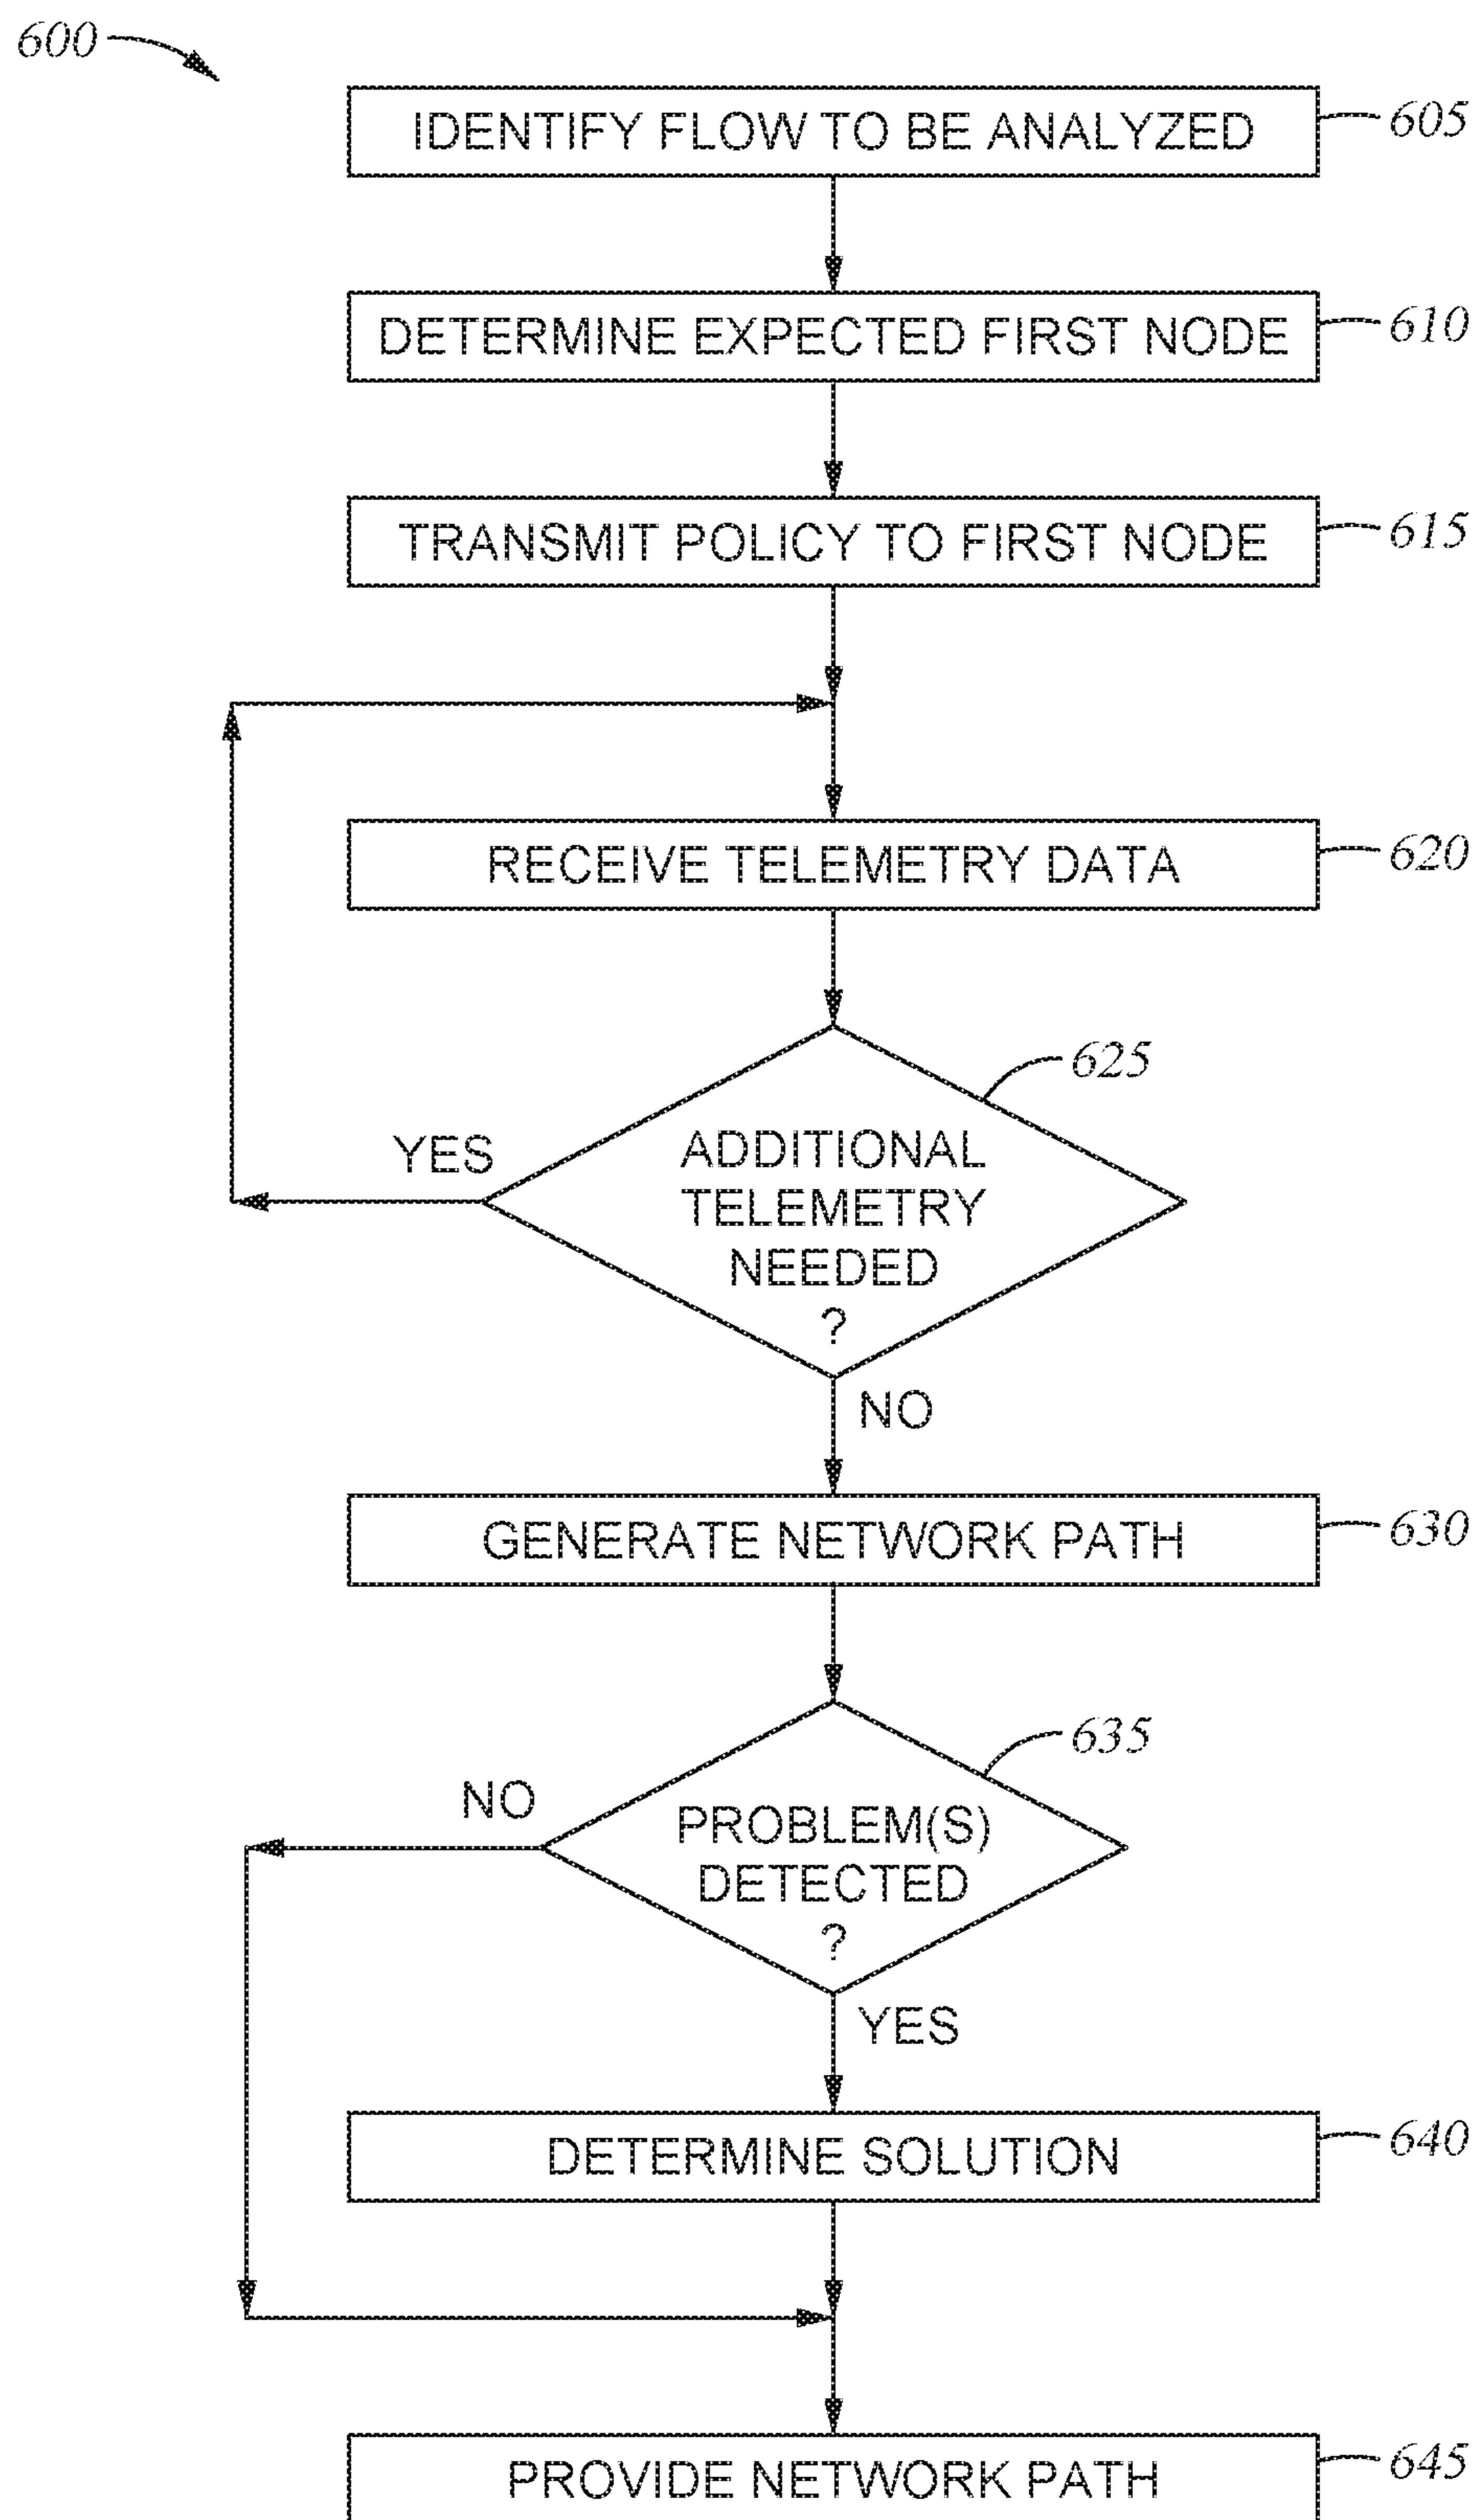 600
IDENTIFY FLOW TO BE ANALYZED
605
DETERMINE EXPECTED FIRST NODE
610
TRANSMIT POLICY TO FIRST NODE
615
RECEIVE TELEMETRY DATA
620
625
YES
ADDITIONAL
TELEMETRY
NEEDED
?
NO
GENERATE NETWORK PATH
630
635
NO
PROBLEM(S)
DETECTED
?
YES
DETERMINE SOLUTION
640
PROVIDE NETWORK PATH
645